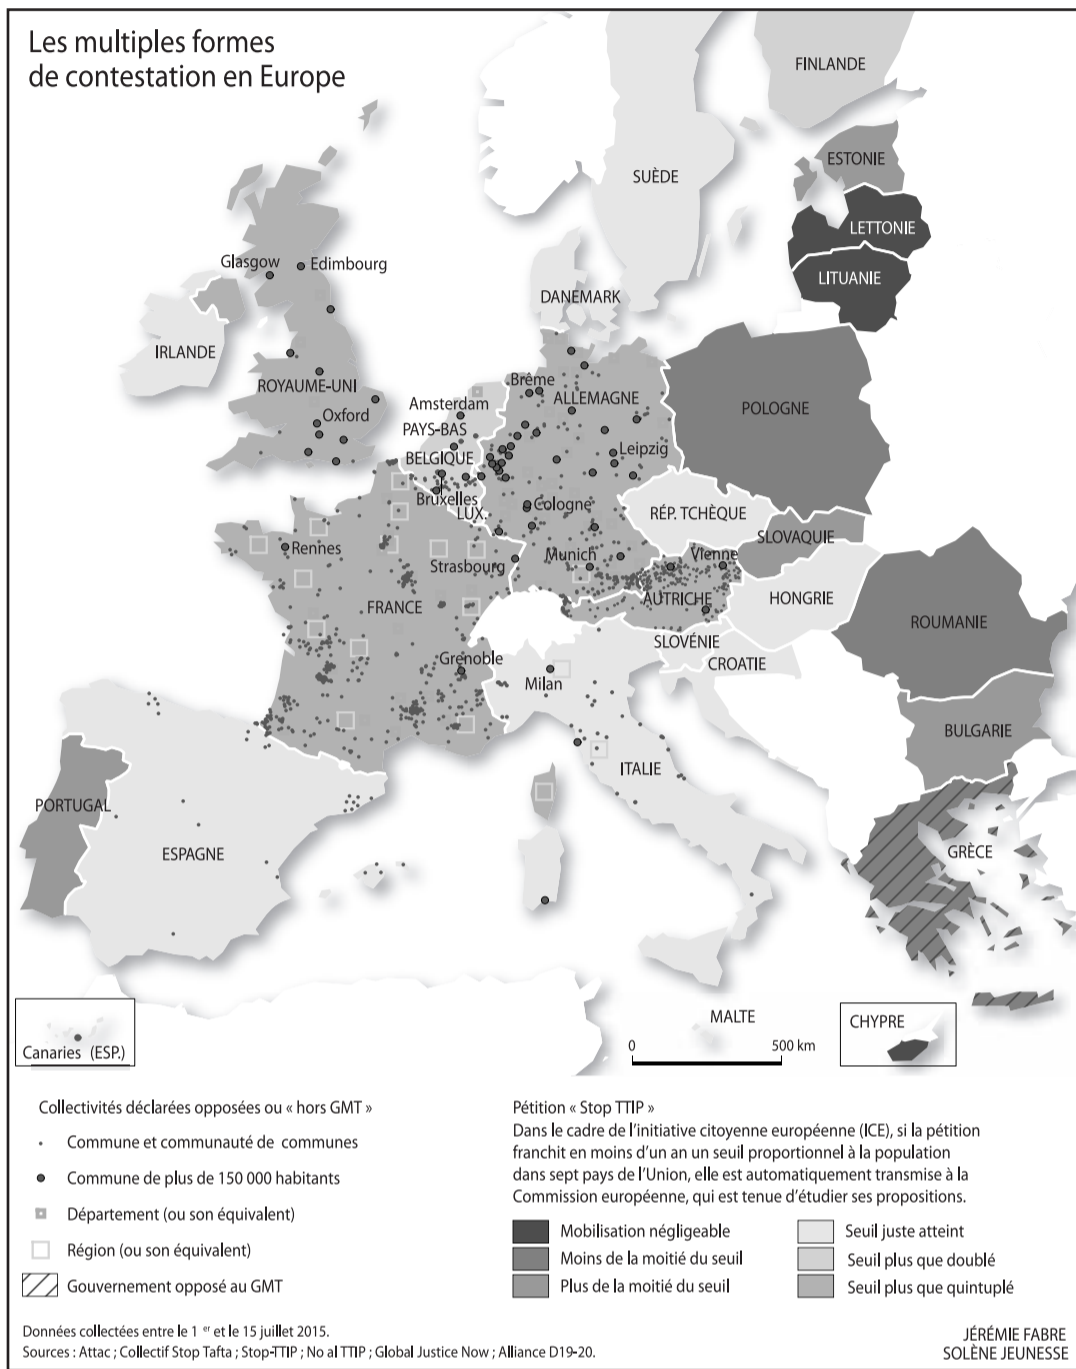 Les multiples formes
de contestation en Europe
FINLANDE
ESTONIE
SUÈDE
LETTONIE
LITUANIE
Glasgow
Edimbourg
DANEMARK
IRLANDE
ROYAUME-UNI
Brême
ALLEMAGNE
Amsterdam
POLOGNE
Oxford
PAYS-BAS
Leipzig
BELGIQUE
Bruxelles
Cologne
LUX.
RÉP. TCHÈQUE
SLOVAQUIE
Rennes
Munich
Vienne
Strasbourg
AUTRICHE
HONGRIE
FRANCE
ROUMANIE
SLOVÉNIE
Grenoble
CROATIE
Milan
BULGARIE
ITALIE
PORTUGAL
ESPAGNE
GRÈCE
MALTE
CHYPRE
Canaries (ESP.)
0 500 km
Collectivités déclarées opposées ou « hors GMT »
Commune et communauté de communes
Commune de plus de 150 000 habitants
Département (ou son équivalent)
Région (ou son équivalent)
Gouvernement opposé au GMT
Pétition « Stop TTIP »
Dans le cadre de l'initiative citoyenne européenne (ICE), si la pétition
franchit en moins d'un an un seuil proportionnel à la population
dans sept pays de l'Union, elle est automatiquement transmise à la
Commission européenne, qui est tenue d'étudier ses propositions.
Mobilisation négligeable
Moins de la moitié du seuil
Plus de la moitié du seuil
Seuil juste atteint
Seuil plus que doublé
Seuil plus que quintuplé
Données collectées entre le 1 er et le 15 juillet 2015.
Sources : Attac ; Collectif Stop Tafta ; Stop-TTIP ; No al TTIP ; Global Justice Now ; Alliance D19-20.
JÉRÉMIE FABRE
SOLÈNE JEUNESSE